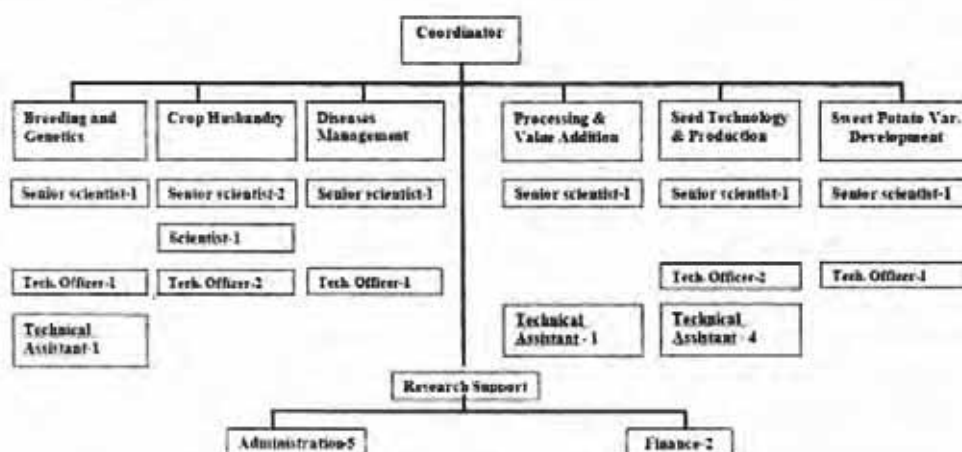 Coordinator
Breeding and
Genetics
Crop Husbandry
Diseases
Management
Processing &
Value Addition
Seed Technology
& Production
Sweet Potato Var.
Development
Senior scientist-1
Senior scientist-2
Senior scientist-1
Senior scientist-1
Senior scientist-1
Senior scientist-1
Scientist-1
Tech. Officer-1
Tech. Officer-2
Tech. Officer-1
Tech. Officer-2
Tech. Officer-1
Technical
Assistant-1
Technical
Assistant - 1
Technical
Assistant - 4
Research Support
Administration-5
Finance-2